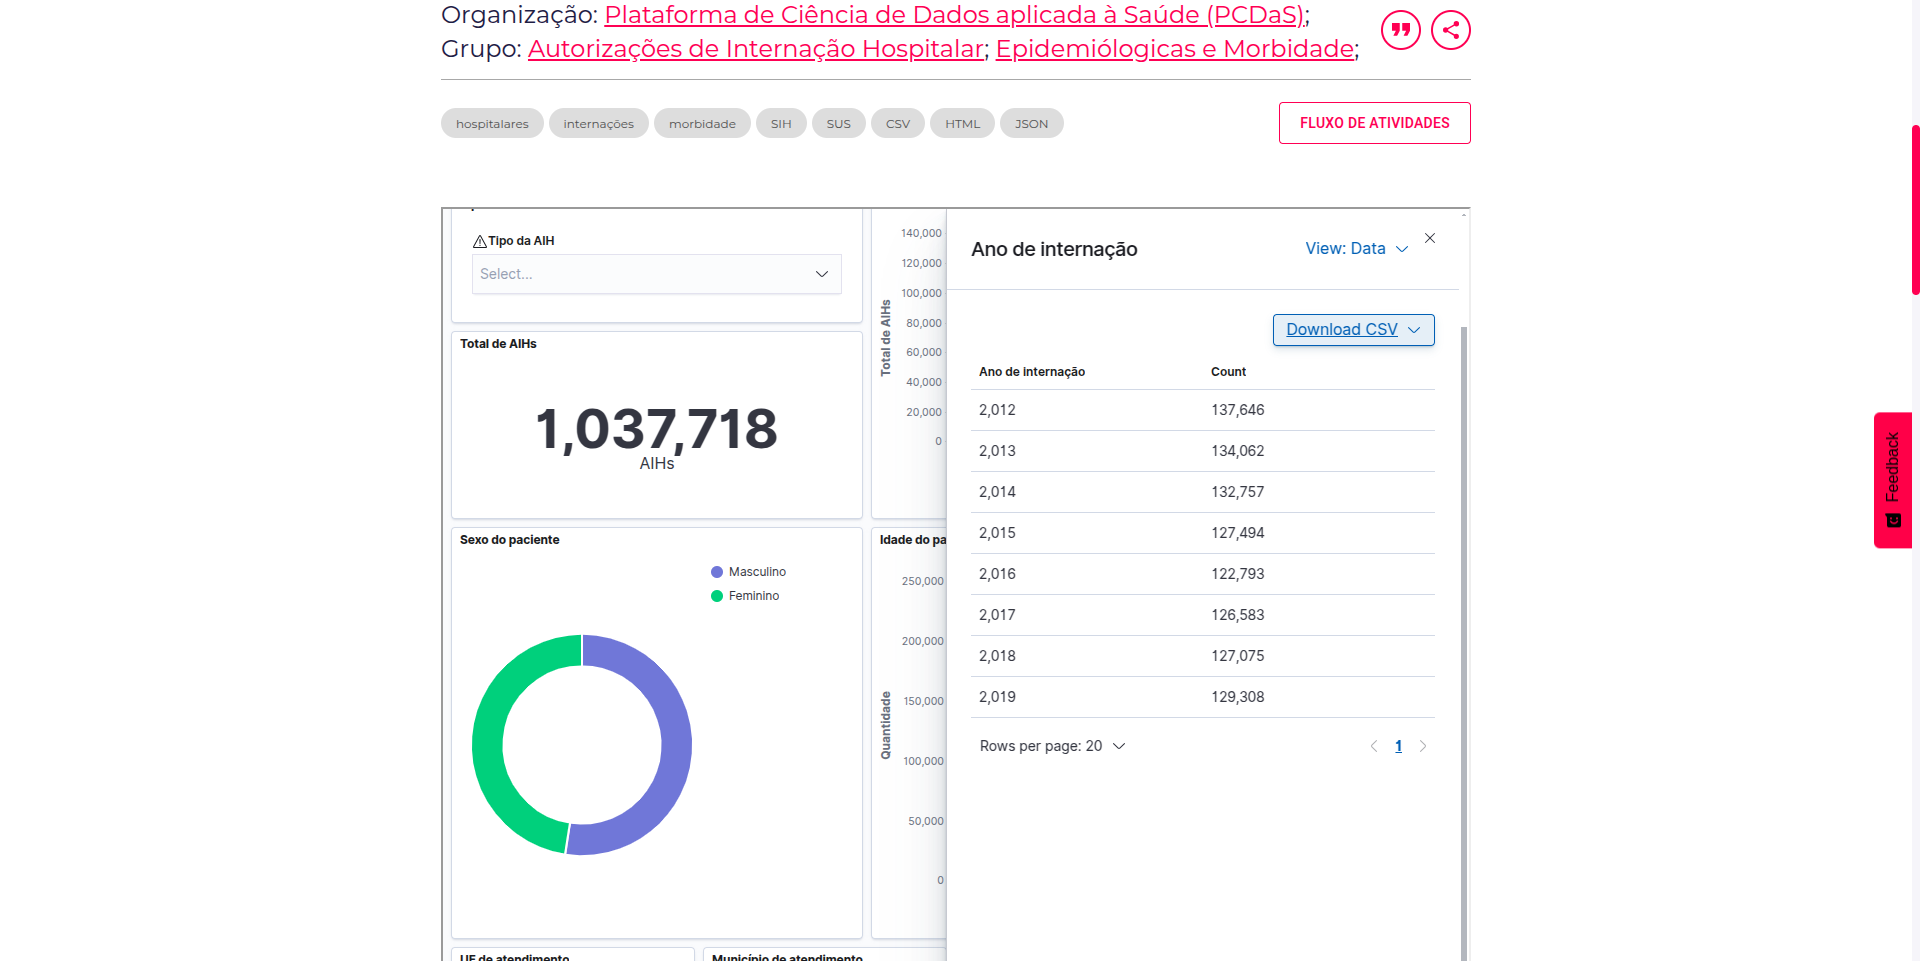 Organização: Plataforma de Ciência de Dados aplicada à Saúde (PCDaS);
Grupo: Autorizações de Internação Hospitalar; Epidemiólogicas e Morbidade;
hospitalares internações morbidade SIH SUS CSV HTML JSON
FLUXO DE ATIVIDADES
Tipo da AIH
Select...
Total de AIHs
1,037,718
AIHs
Sexo do paciente
Masculino
Feminino
UF de atendimento
Município de atendimento
Total de AIHs
140,000
120,000
100,000
80,000
60,000
40,000
20,000
0
Idade do pa
Quantidade
250,000
200,000
150,000
100,000
50,000
0
Ano de internação
View: Data
Download CSV
Ano de internação Count
2,012 137,646
2,013 134,062
2,014 132,757
2,015 127,494
2,016 122,793
2,017 126,583
2,018 127,075
2,019 129,308
Rows per page: 20
1
Feedback